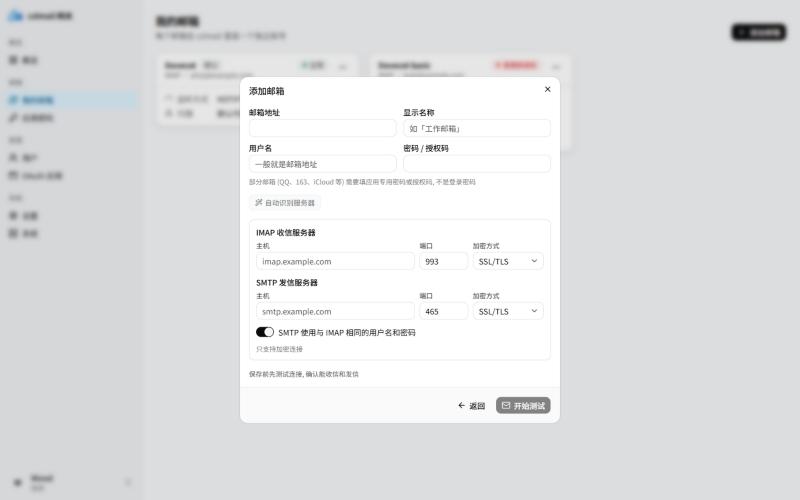 我的邮箱
添加邮箱
邮箱地址
显示名称
如「工作邮箱」
用户名
密码 / 授权码
一般就是邮箱地址
部分邮箱 (QQ、163、iCloud 等) 需要填应用专用密码或授权码, 不是登录密码
自动识别服务器
IMAP 收信服务器
主机
端口
加密方式
imap.example.com
993
SSL/TLS
SMTP 发信服务器
主机
端口
加密方式
smtp.example.com
465
SSL/TLS
SMTP 使用与 IMAP 相同的用户名和密码
只支持加密连接
保存前先测试连接, 确认能收信和发信
返回
开始测试